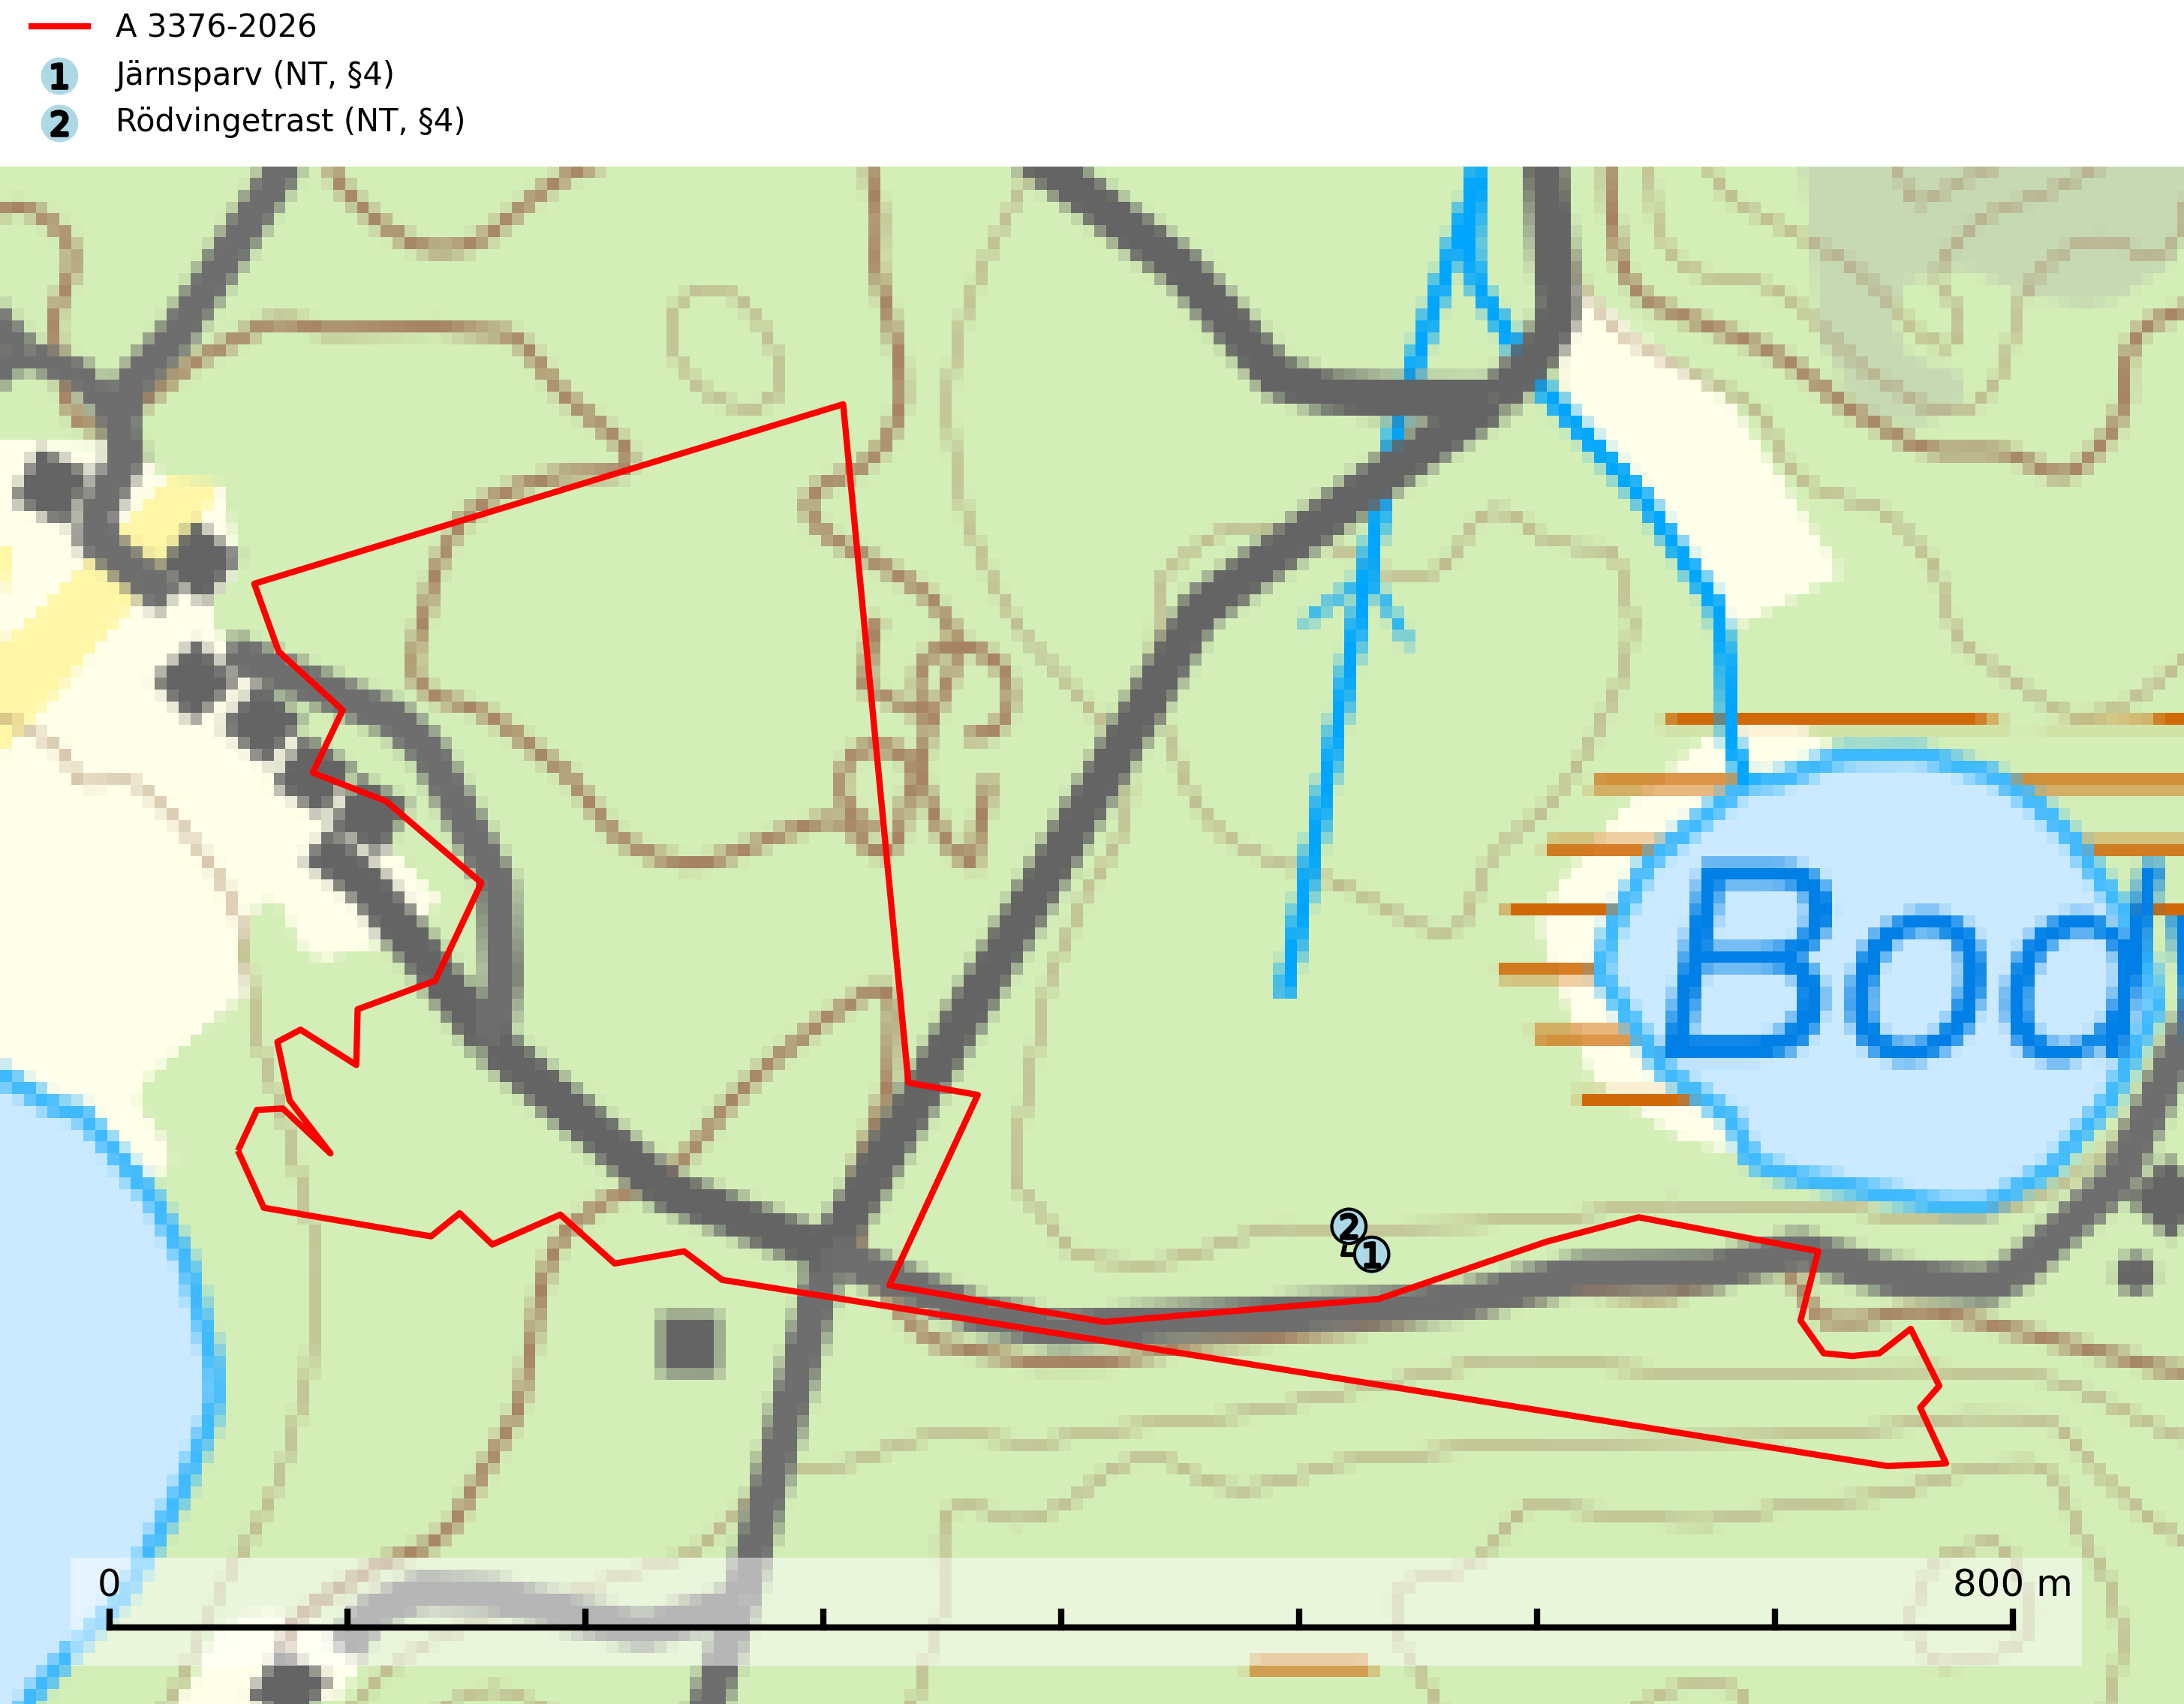 A 3376-2026
1 Järnsparv (NT, §4)
2 Rödvingetrast (NT, §4)
Bod
2
1
0 800 m